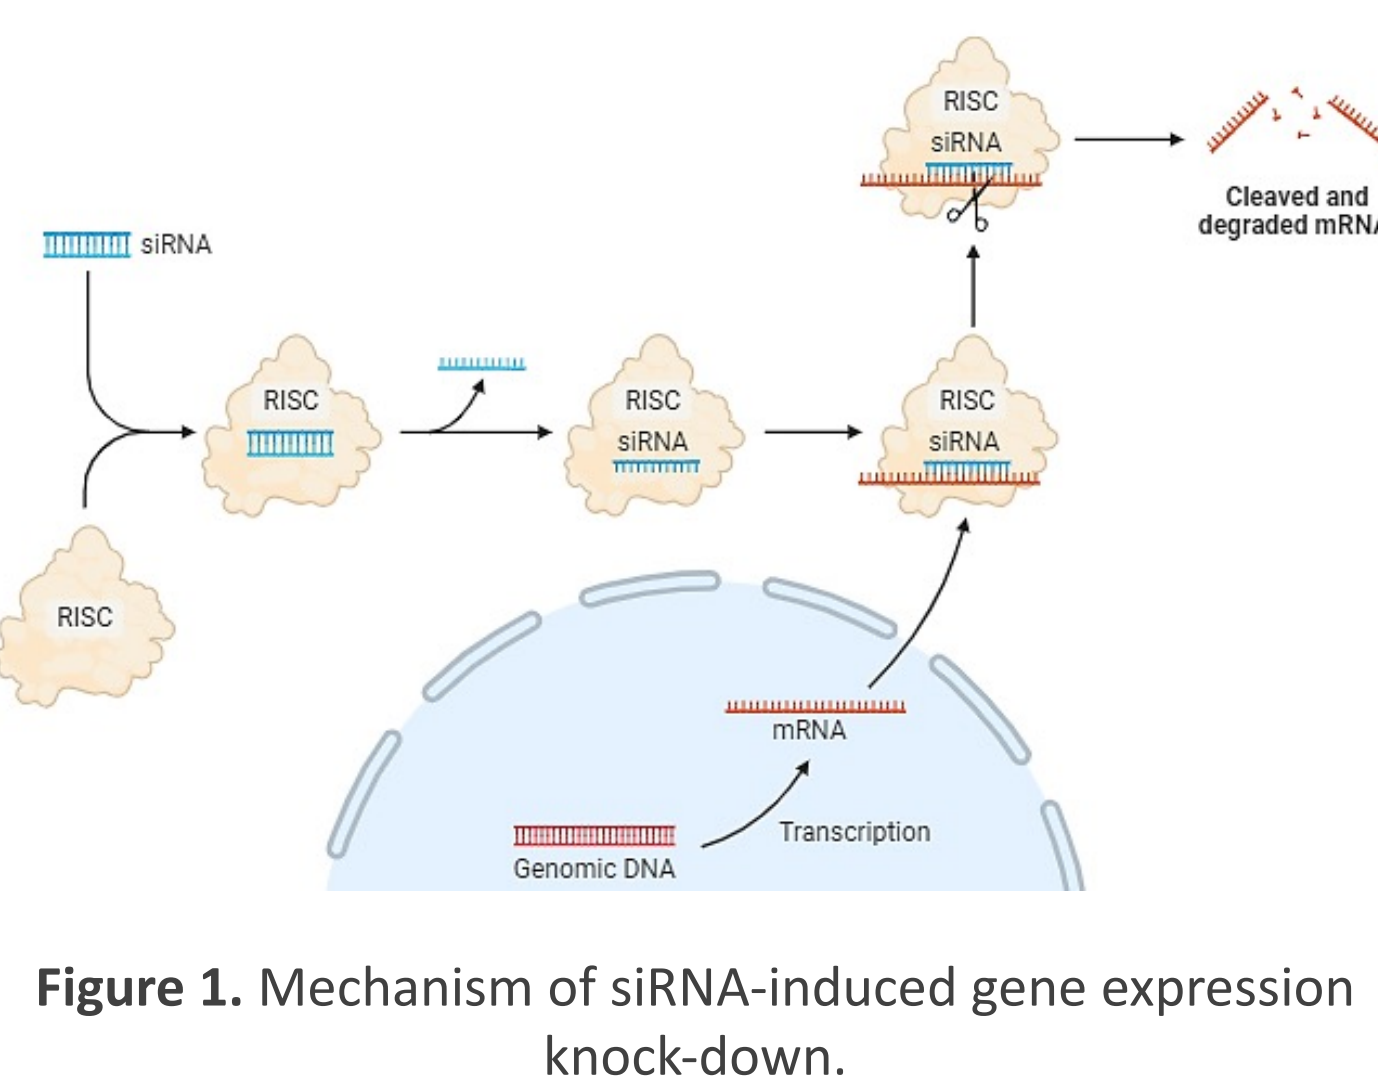 RISC
siRNA
Cleaved and
degraded mRNA
siRNA
RISC
RISC
siRNA
RISC
siRNA
RISC
mRNA
Transcription
Genomic DNA
Figure 1. Mechanism of siRNA-induced gene expression
knock-down.